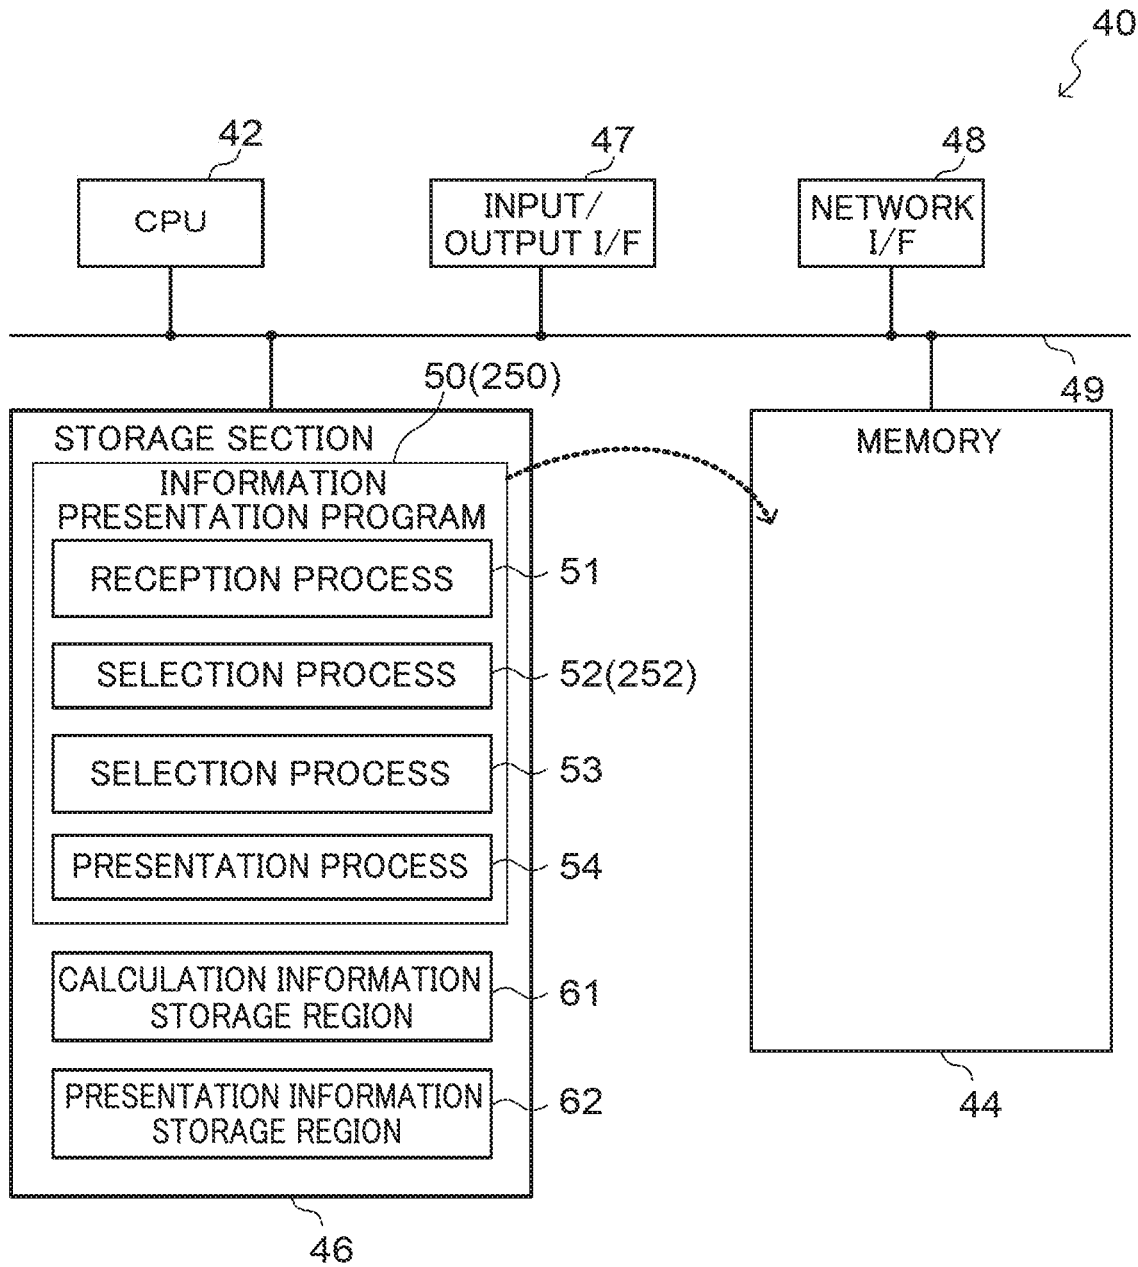 40
42
47
48
CPU
INPUT/
OUTPUT I/F
NETWORK
I/F
50(250)
49
STORAGE SECTION
MEMORY
INFORMATION
PRESENTATION PROGRAM
RECEPTION PROCESS
51
SELECTION PROCESS
52(252)
SELECTION PROCESS
53
PRESENTATION PROCESS
54
CALCULATION INFORMATION
STORAGE REGION
61
PRESENTATION INFORMATION
STORAGE REGION
62
44
46